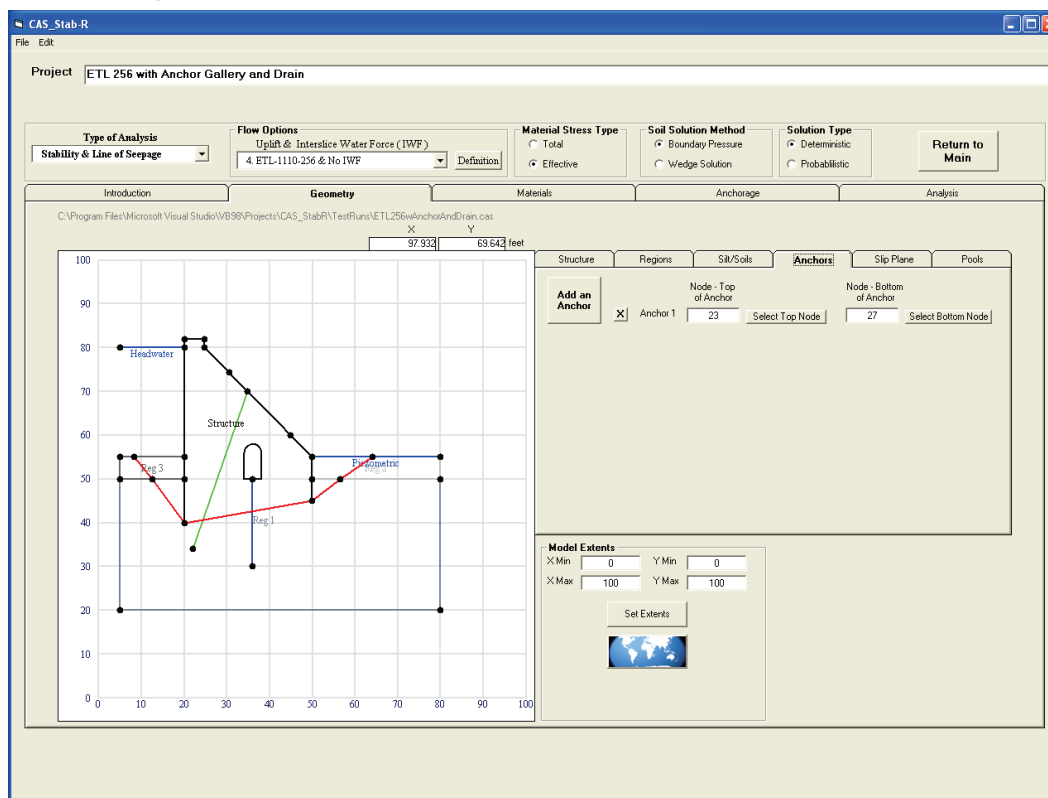 CAS_Stab-R
File Edit
Project ETL 256 with Anchor Gallery and Drain
Type of Analysis
Stability & Line of Seepage
Flow Options
Uplift & Interslice Water Force ( IWF )
4. ETL-1110-256 & No IWF
Definition
Material Stress Type
Total
Effective
Soil Solution Method
Boundary Pressure
Wedge Solution
Solution Type
Deterministic
Probablilistic
Return to
Main
Introduction Geometry Materials Anchorage Analysis
C:\Program Files\Microsoft Visual Studio\VB98\Projects\CAS_StabR\TestRuns\ETL256wAnchorAndDrain.cas
X Y
97.932 69.642 feet
100
90
80
70
60
50
40
30
20
10
0
0 10 20 30 40 50 60 70 80 90 100
Headwater
Structure
Piezometric
Reg 3
Reg 2
Reg 1
Structure Regions Silt/Soils Anchors Slip Plane Pools
Add an
Anchor
X Anchor 1
Node - Top
of Anchor
23 Select Top Node
Node - Bottom
of Anchor
27 Select Bottom Node
Model Extents
X Min 0 Y Min 0
X Max 100 Y Max 100
Set Extents